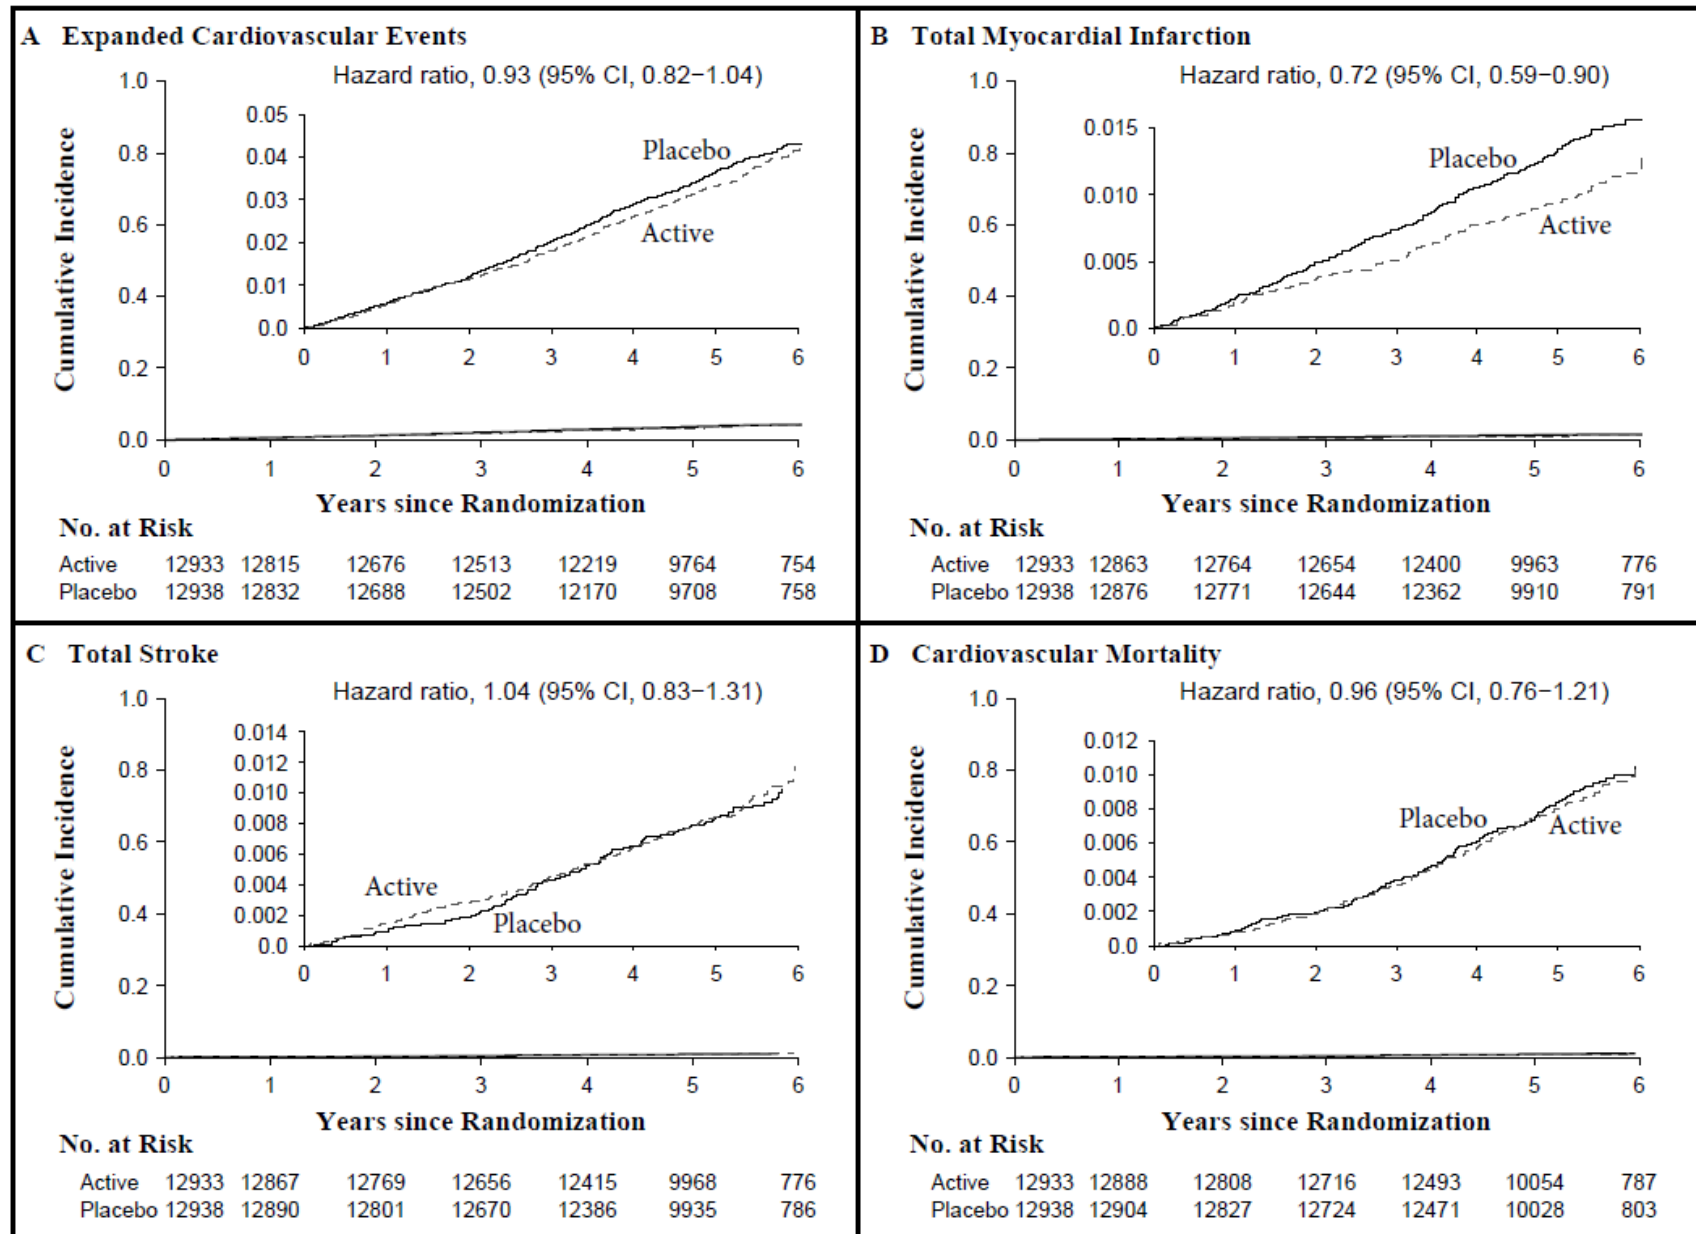 A Expanded Cardiovascular Events
Hazard ratio, 0.93 (95% CI, 0.82−1.04)
Cumulative Incidence
1.0
0.8
0.6
0.4
0.2
0.0
0.05
0.04
0.03
0.02
0.01
0.0
Placebo
Active
0 1 2 3 4 5 6
0 1 2 3 4 5 6
Years since Randomization
No. at Risk
Active 12933 12815 12676 12513 12219 9764 754
Placebo 12938 12832 12688 12502 12170 9708 758
B Total Myocardial Infarction
Hazard ratio, 0.72 (95% CI, 0.59−0.90)
Cumulative Incidence
1.0
0.8
0.6
0.4
0.2
0.0
0.015
0.010
0.005
0.0
Placebo
Active
0 1 2 3 4 5 6
0 1 2 3 4 5 6
Years since Randomization
No. at Risk
Active 12933 12863 12764 12654 12400 9963 776
Placebo 12938 12876 12771 12644 12362 9910 791
C Total Stroke
Hazard ratio, 1.04 (95% CI, 0.83−1.31)
Cumulative Incidence
1.0
0.8
0.6
0.4
0.2
0.0
0.014
0.012
0.010
0.008
0.006
0.004
0.002
0.0
Active
Placebo
0 1 2 3 4 5 6
0 1 2 3 4 5 6
Years since Randomization
No. at Risk
Active 12933 12867 12769 12656 12415 9968 776
Placebo 12938 12890 12801 12670 12386 9935 786
D Cardiovascular Mortality
Hazard ratio, 0.96 (95% CI, 0.76−1.21)
Cumulative Incidence
1.0
0.8
0.6
0.4
0.2
0.0
0.012
0.010
0.008
0.006
0.004
0.002
0.0
Placebo
Active
0 1 2 3 4 5 6
0 1 2 3 4 5 6
Years since Randomization
No. at Risk
Active 12933 12888 12808 12716 12493 10054 787
Placebo 12938 12904 12827 12724 12471 10028 803